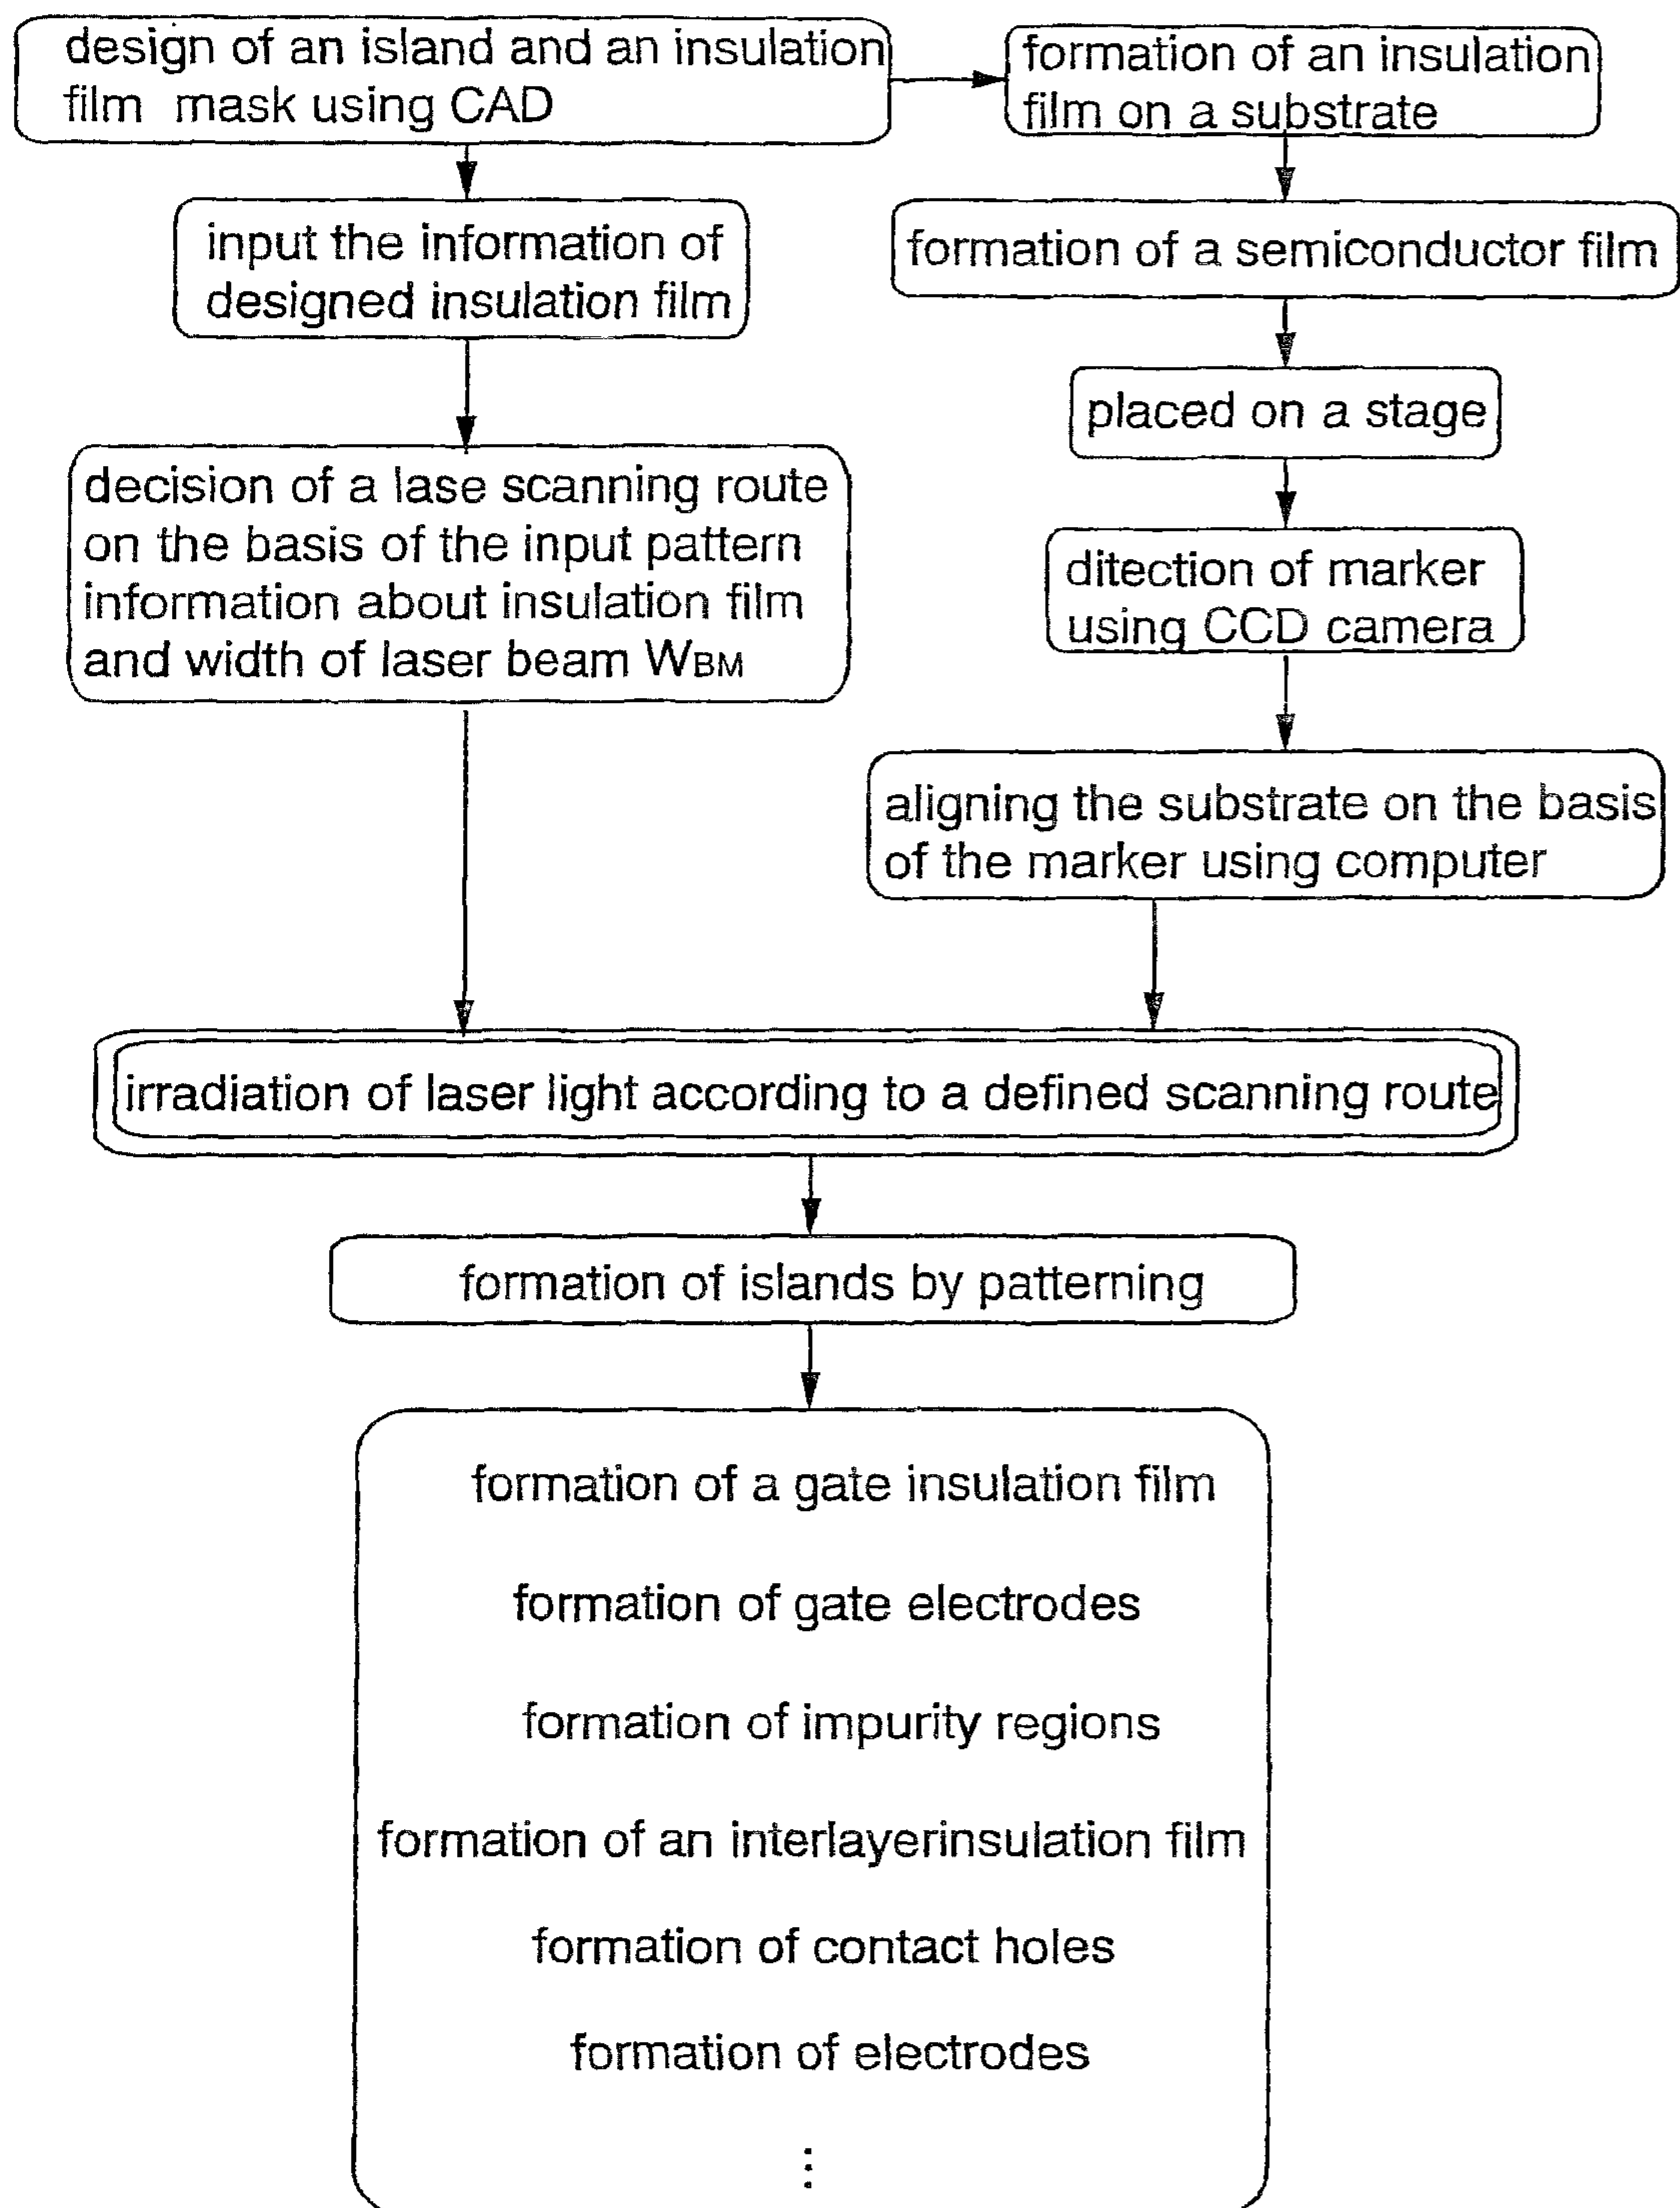 design of an island and an insulation
film mask using CAD
formation of an insulation
film on a substrate
input the information of
designed insulation film
formation of a semiconductor film
placed on a stage
decision of a lase scanning route
on the basis of the input pattern
information about insulation film
and width of laser beam WBM
ditection of marker
using CCD camera
aligning the substrate on the basis
of the marker using computer
irradiation of laser light according to a defined scanning route
formation of islands by patterning
formation of a gate insulation film
formation of gate electrodes
formation of impurity regions
formation of an interlayerinsulation film
formation of contact holes
formation of electrodes
⋮